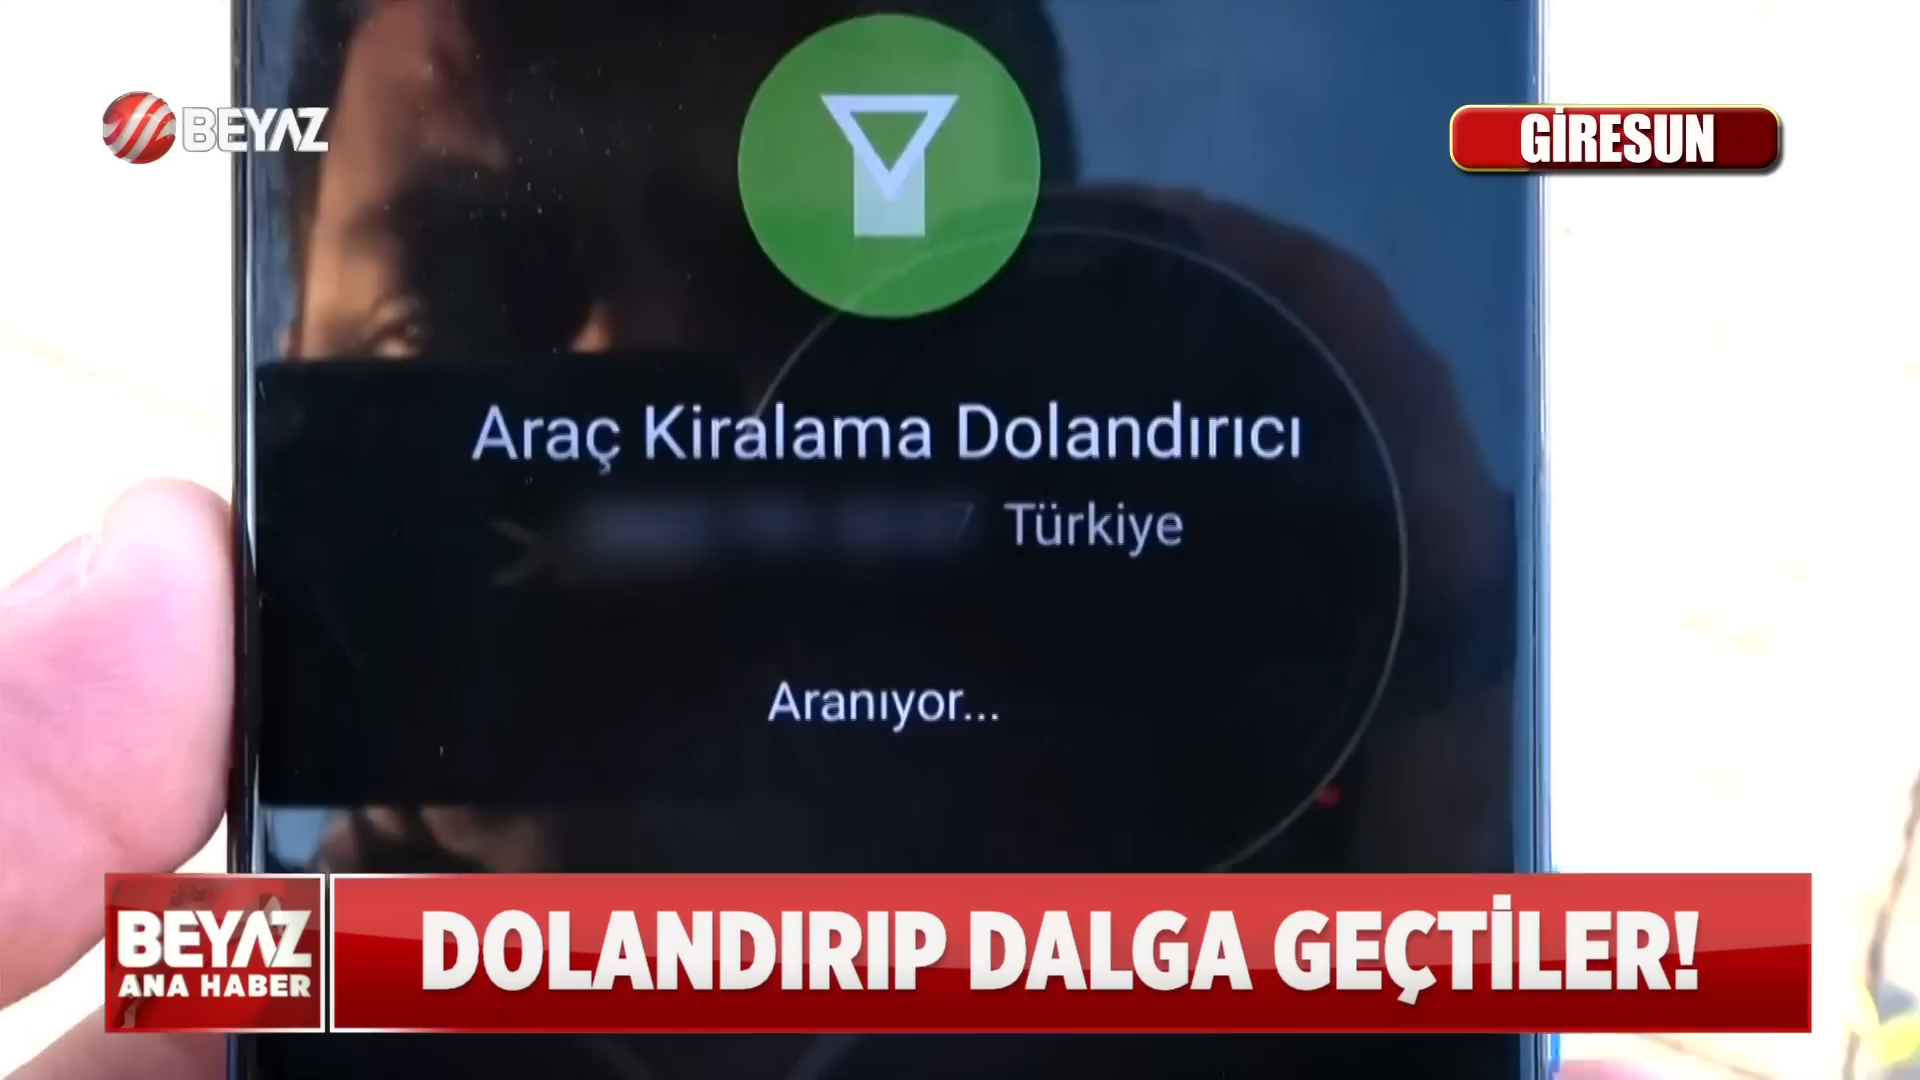 BEYAZ
GİRESUN
Araç Kiralama Dolandırıcı
Türkiye
Aranıyor...
BEYAZ
ANA HABER
DOLANDIRIP DALGA GEÇTİLER!